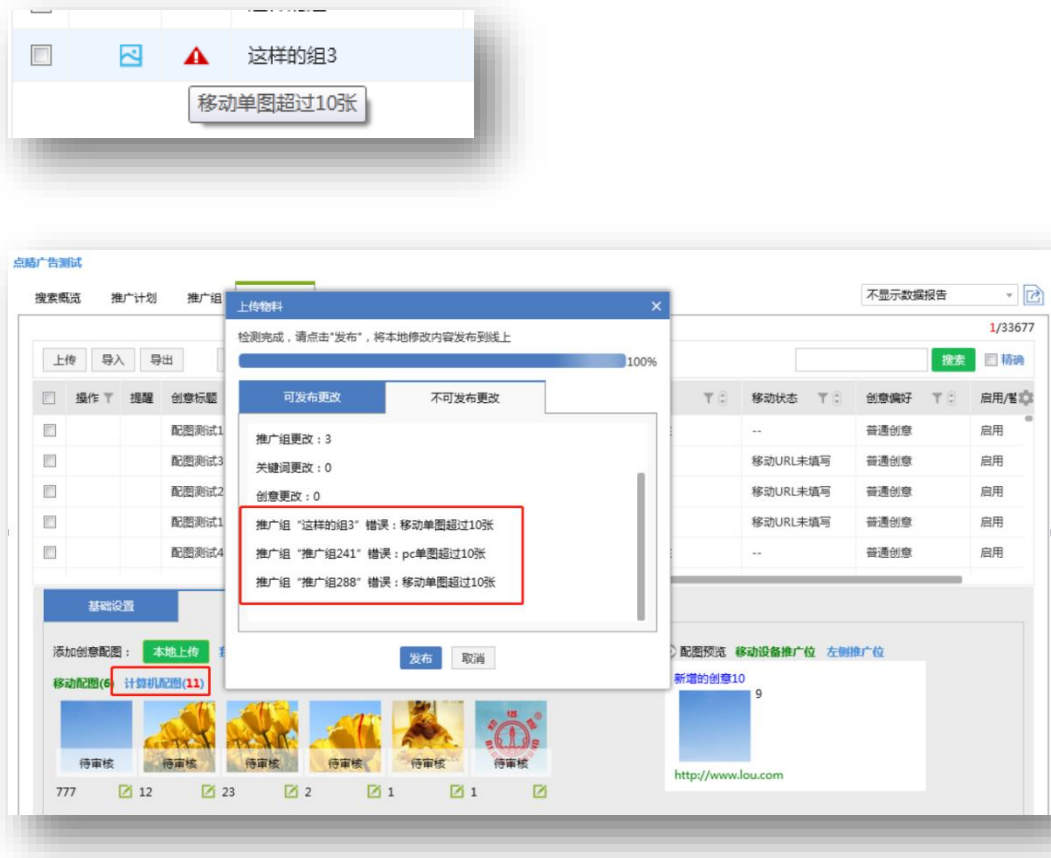 这样的组3
移动单图超过10张
点睛广告测试
搜索概览 推广计划 推广组
不显示数据报告
上传物料
检测完成，请点击"发布"，将本地修改内容发布到线上
100%
1/33677
上传 导入 导出
搜索 精确
操作 提醒 创意标题
可发布更改 不可发布更改
移动状态 创意偏好 启用/暂
配图测试1 -- 普通创意 启用
推广组更改：3
配图测试3 移动URL未填写 普通创意 启用
关键词更改：0
配图测试2 移动URL未填写 普通创意 启用
创意更改：0
配图测试1 移动URL未填写 普通创意 启用
推广组“这样的组3”错误：移动单图超过10张
配图测试4 -- 普通创意 启用
推广组“推广组241”错误：pc单图超过10张
推广组“推广组288”错误：移动单图超过10张
基础设置
添加创意配图： 本地上传
发布 取消
配图预览 移动设备推广位 左侧推广位
移动配图(6) 计算机配图(11)
新增的创意10
9
待审核 待审核 待审核 待审核 待审核 待审核
http://www.lou.com
777 12 23 2 1 1